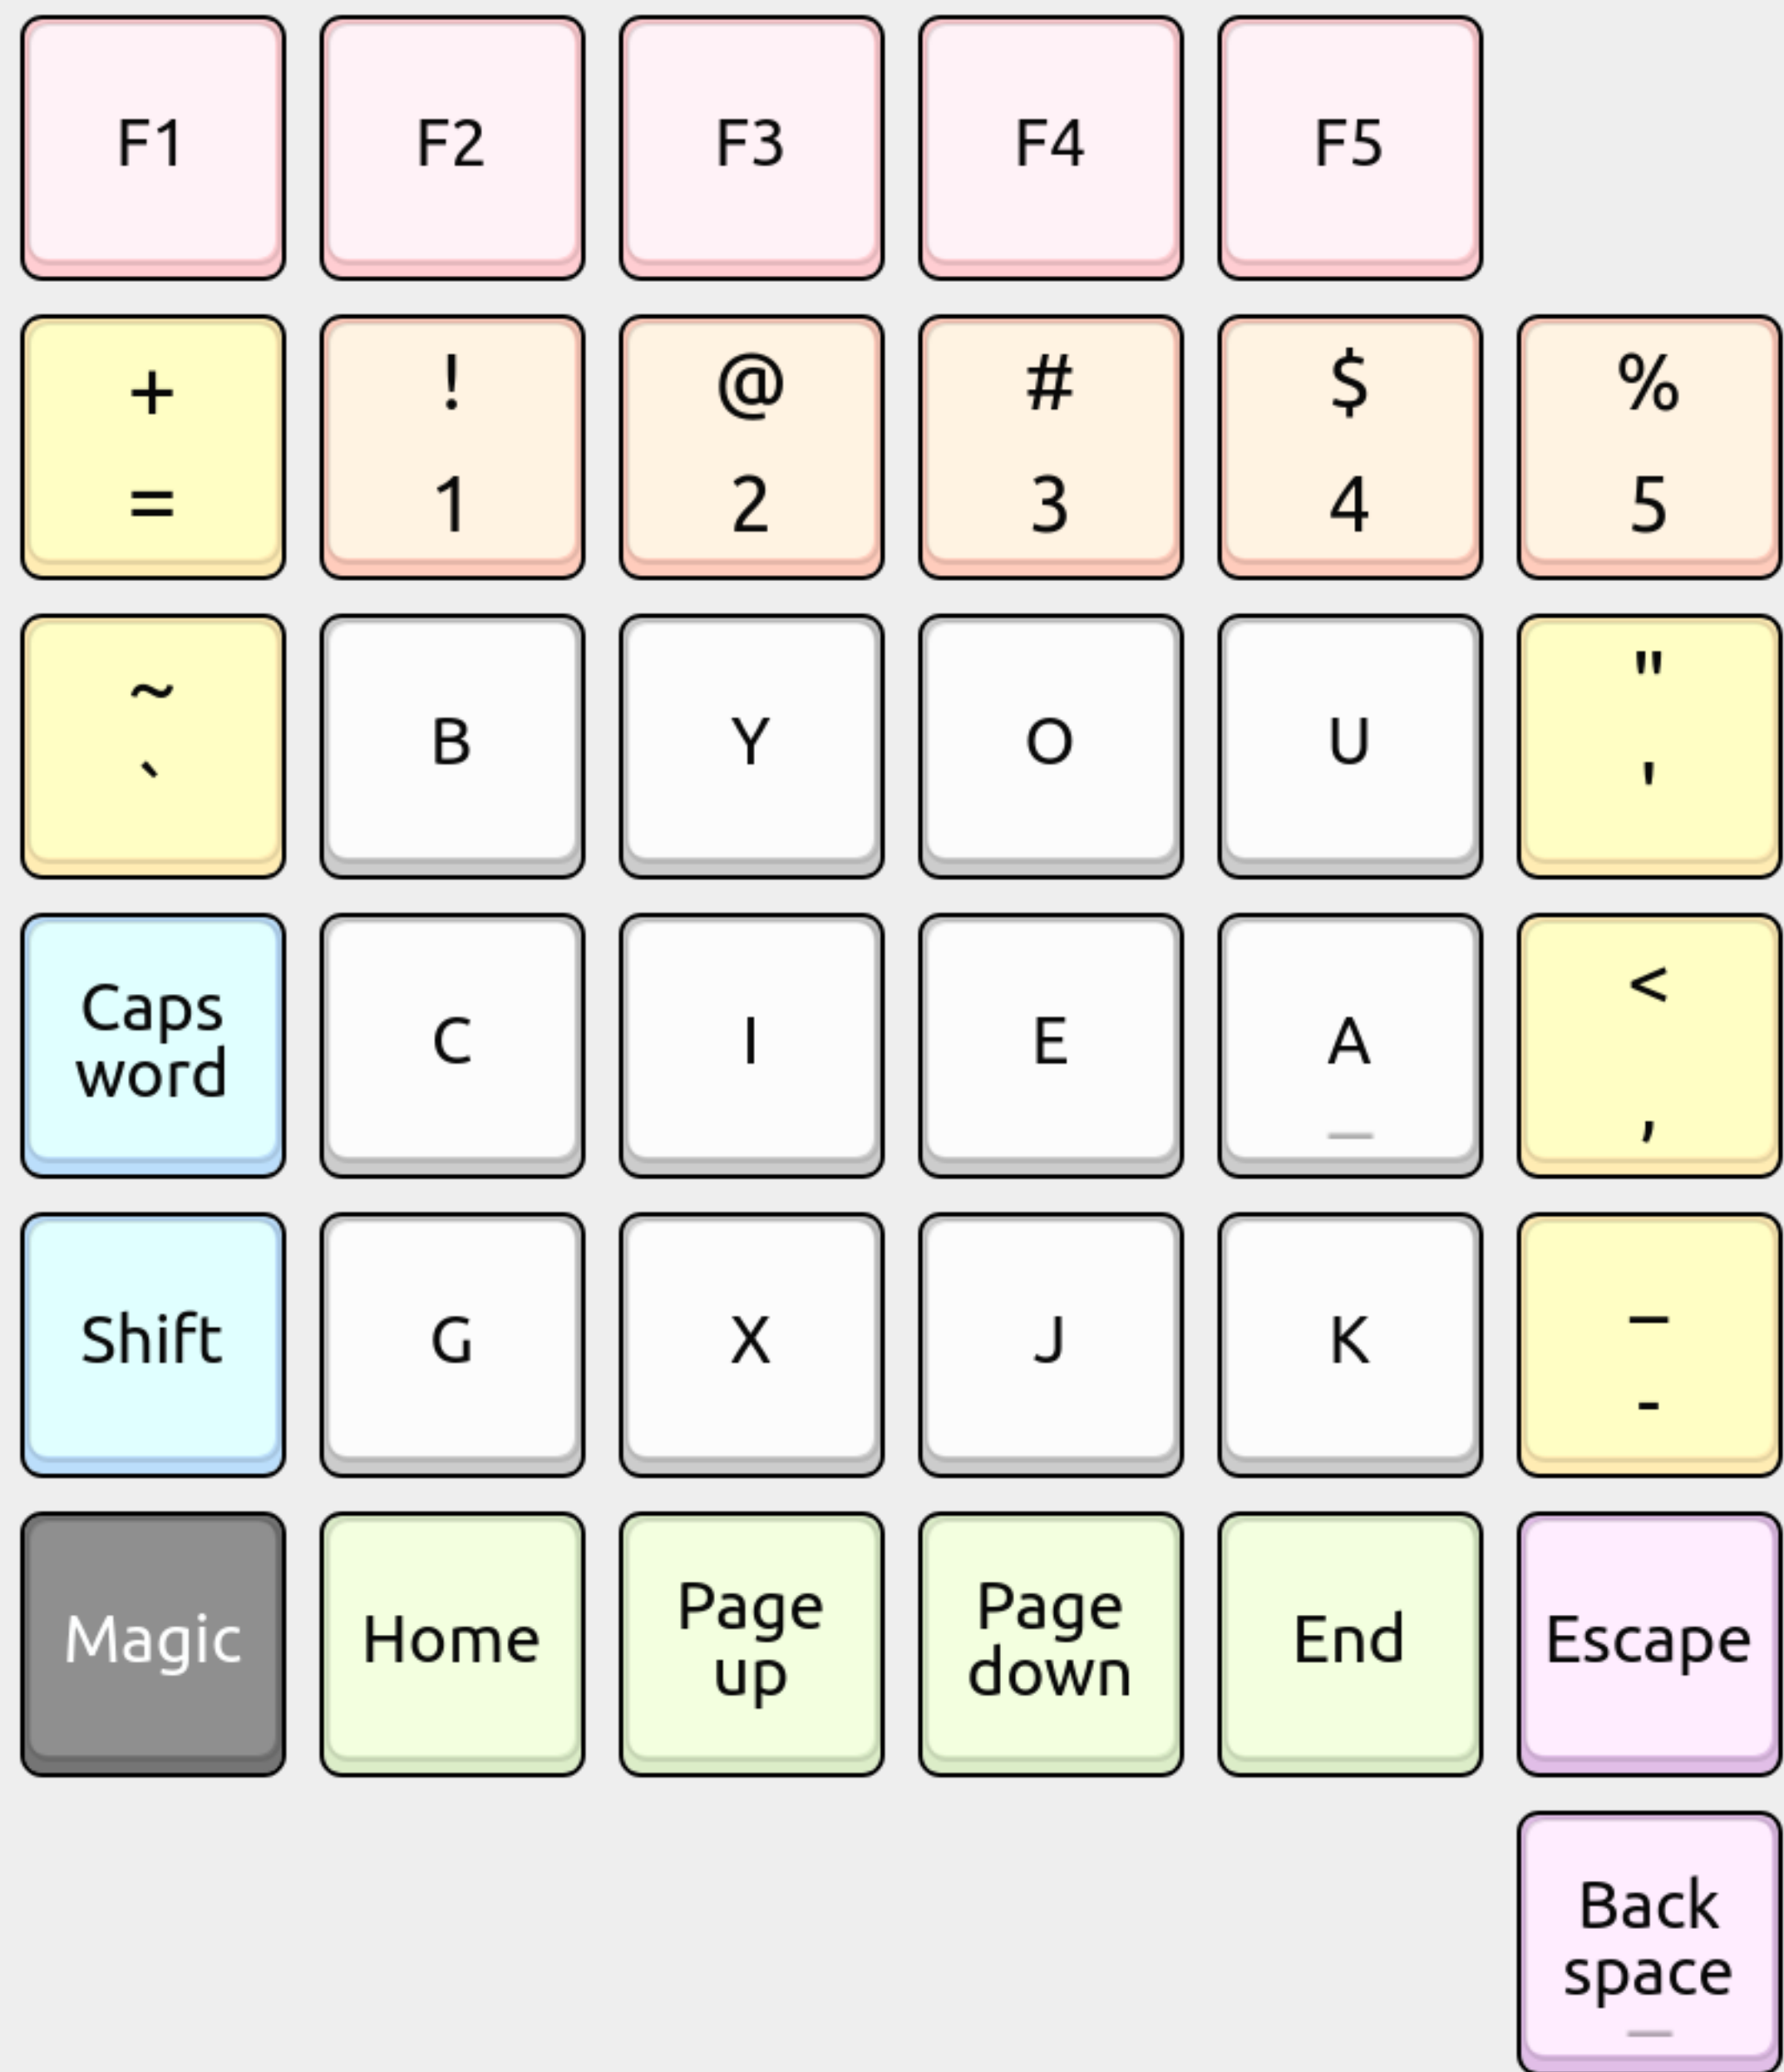 F1 F2 F3 F4 F5
+ ! @ # $ %
= 1 2 3 4 5
~ "
` B Y O U '
Caps <
word C I E A ,
Shift G X J K _
-
Magic Home Page up Page down End Escape
Back
space